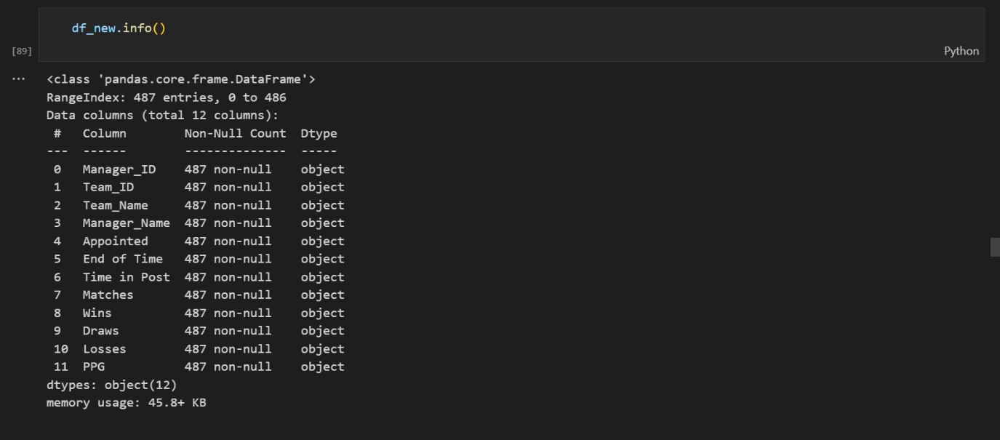 df_new.info()
[89]
Python
... <class 'pandas.core.frame.DataFrame'>
RangeIndex: 487 entries, 0 to 486
Data columns (total 12 columns):
 #   Column        Non-Null Count  Dtype
---  ------        --------------  -----
 0   Manager_ID    487 non-null    object
 1   Team_ID       487 non-null    object
 2   Team_Name     487 non-null    object
 3   Manager_Name  487 non-null    object
 4   Appointed     487 non-null    object
 5   End of Time   487 non-null    object
 6   Time in Post  487 non-null    object
 7   Matches       487 non-null    object
 8   Wins          487 non-null    object
 9   Draws         487 non-null    object
 10  Losses        487 non-null    object
 11  PPG           487 non-null    object
dtypes: object(12)
memory usage: 45.8+ KB